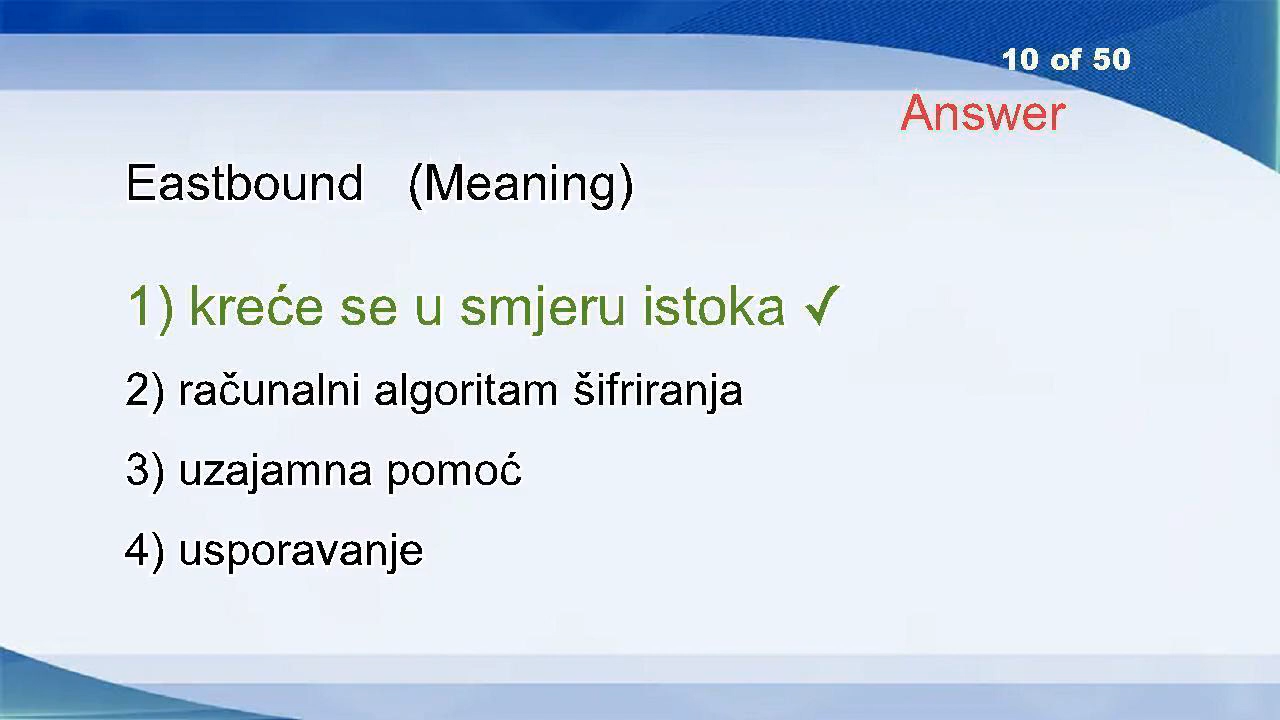 10 of 50
Answer
Eastbound (Meaning)
1) kreće se u smjeru istoka ✓
2) računalni algoritam šifriranja
3) uzajamna pomoć
4) usporavanje